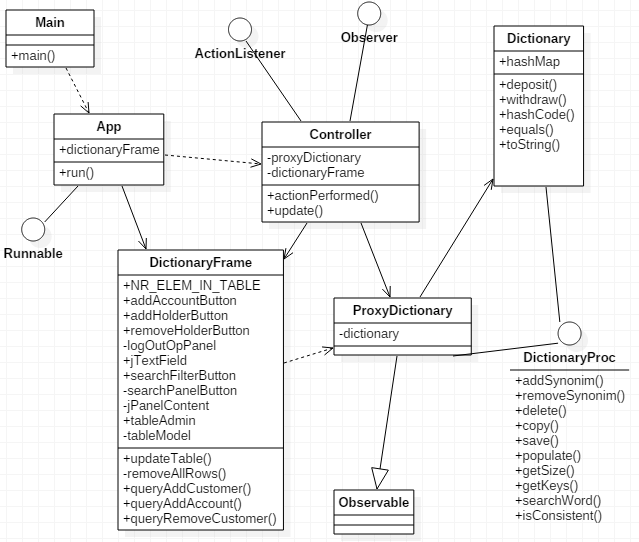 Main
+main()
ActionListener
Observer
Dictionary
+hashMap
+deposit()
+withdraw()
+hashCode()
+equals()
+toString()
App
+dictionaryFrame
+run()
Controller
-proxyDictionary
-dictionaryFrame
+actionPerformed()
+update()
Runnable
DictionaryFrame
+NR_ELEM_IN_TABLE
+addAccountButton
+addHolderButton
+removeHolderButton
-logOutOpPanel
+jTextField
+searchFilterButton
-searchPanelButton
-jPanelContent
+tableAdmin
-tableModel
+updateTable()
-removeAllRows()
+queryAddCustomer()
+queryAddAccount()
+queryRemoveCustomer()
ProxyDictionary
-dictionary
DictionaryProc
+addSynonim()
+removeSynonim()
+delete()
+copy()
+save()
+populate()
+getSize()
+getKeys()
+searchWord()
+isConsistent()
Observable